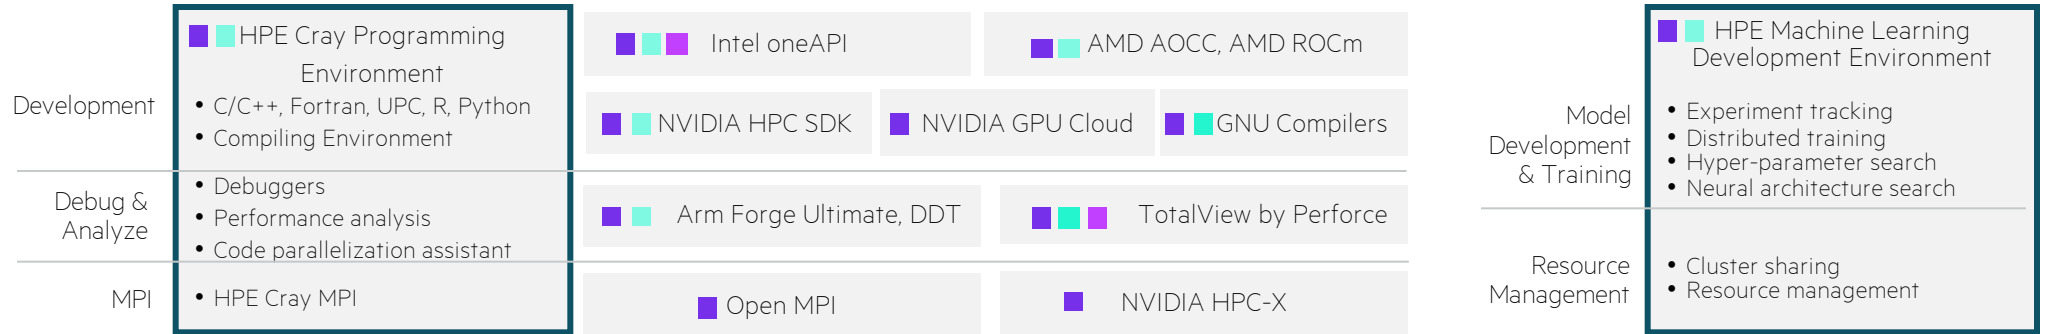 HPE Cray Programming
Environment
Development
• C/C++, Fortran, UPC, R, Python
• Compiling Environment
Debug &
Analyze
• Debuggers
• Performance analysis
• Code parallelization assistant
MPI
• HPE Cray MPI
Intel oneAPI
AMD AOCC, AMD ROCm
NVIDIA HPC SDK
NVIDIA GPU Cloud
GNU Compilers
Arm Forge Ultimate, DDT
TotalView by Perforce
Open MPI
NVIDIA HPC-X
HPE Machine Learning
Development Environment
Model
Development
& Training
• Experiment tracking
• Distributed training
• Hyper-parameter search
• Neural architecture search
Resource
Management
• Cluster sharing
• Resource management